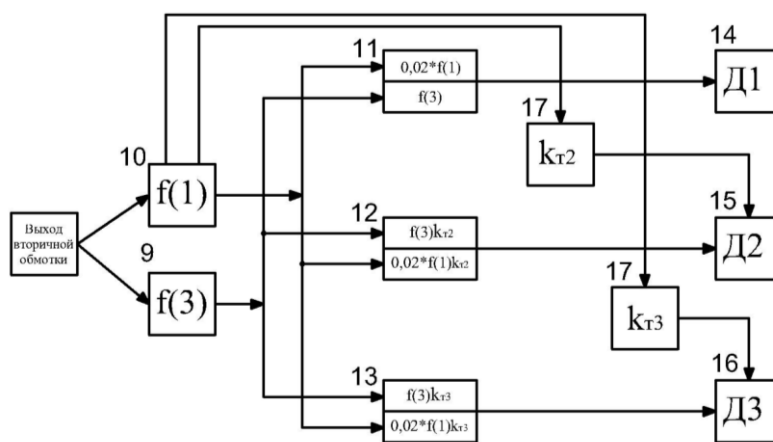 11
0,02*f(1)
f(3)
14
Д1
17
kт2
10
f(1)
Выход
вторичной
обмотки
9
f(3)
12
f(3)kт2
0,02*f(1)kт2
15
Д2
17
kт3
13
f(3)kт3
0,02*f(1)kт3
16
Д3